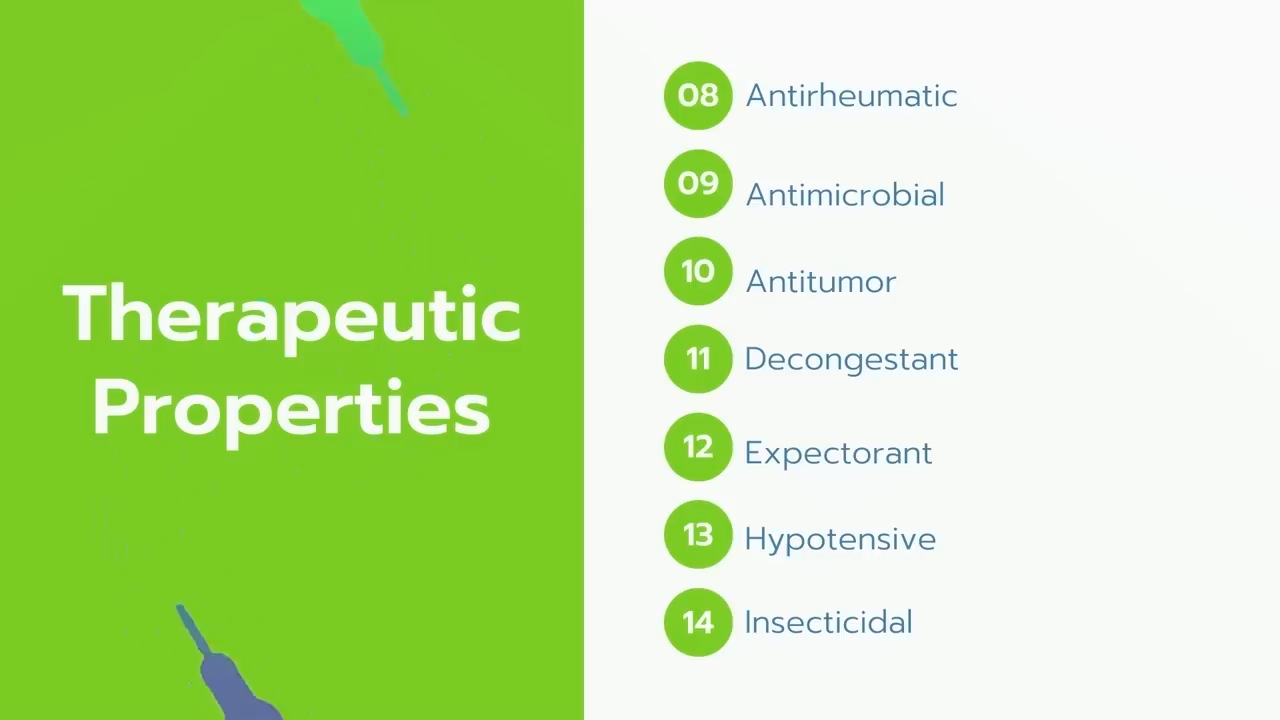 Therapeutic
Properties
08 Antirheumatic
09 Antimicrobial
10 Antitumor
11 Decongestant
12 Expectorant
13 Hypotensive
14 Insecticidal